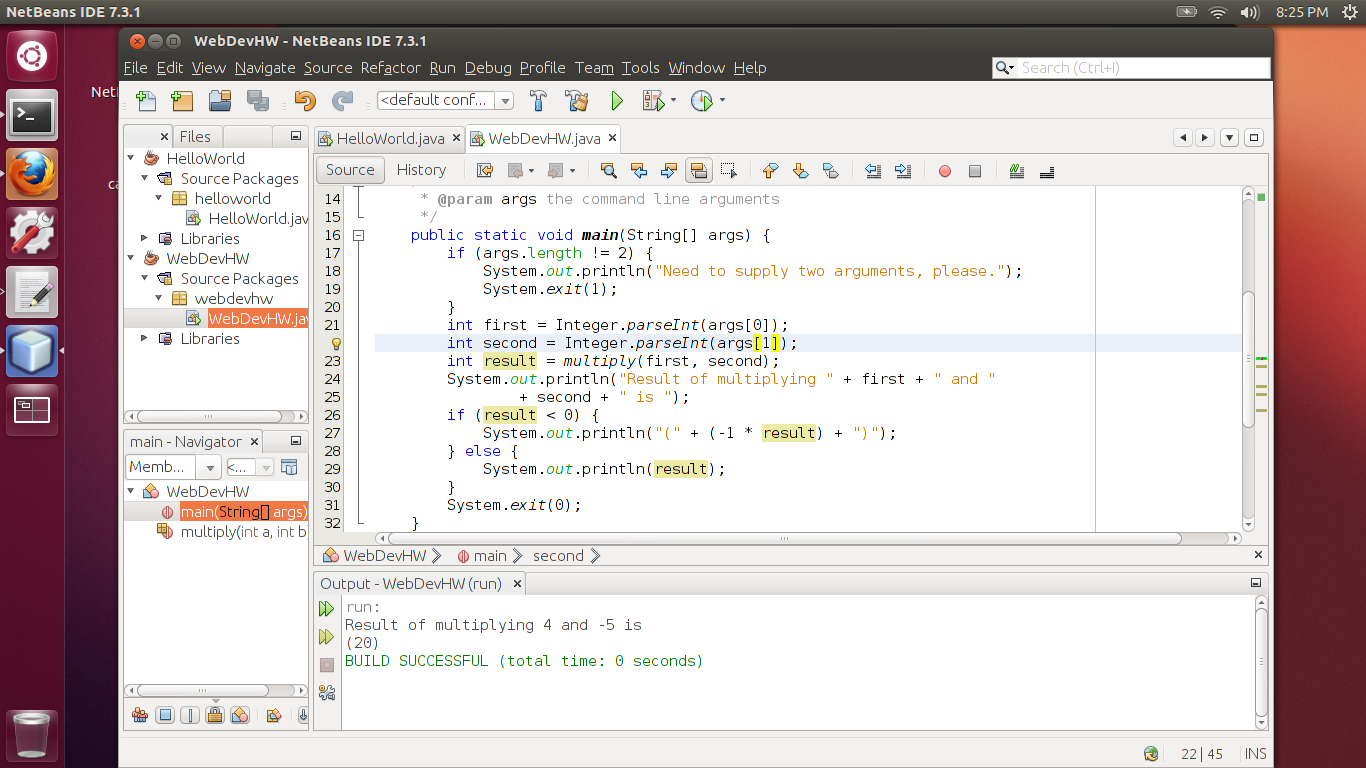 NetBeans IDE 7.3.1
8:25 PM
WebDevHW - NetBeans IDE 7.3.1
File Edit View Navigate Source Refactor Run Debug Profile Team Tools Window Help
Search (Ctrl+I)
<default conf...
Files
HelloWorld
Source Packages
helloworld
HelloWorld.jav
Libraries
WebDevHW
Source Packages
webdevhw
WebDevHW.jav
Libraries
main - Navigator
Memb...
<...
WebDevHW
main(String[] args)
multiply(int a, int b
HelloWorld.java
WebDevHW.java
Source
History
14 * @param args the command line arguments
15 */
16 public static void main(String[] args) {
17 if (args.length != 2) {
18 System.out.println("Need to supply two arguments, please.");
19 System.exit(1);
20 }
21 int first = Integer.parseInt(args[0]);
int second = Integer.parseInt(args[1]);
23 int result = multiply(first, second);
24 System.out.println("Result of multiplying " + first + " and "
25 + second + " is ");
26 if (result < 0) {
27 System.out.println("(" + (-1 * result) + ")");
28 } else {
29 System.out.println(result);
30 }
31 System.exit(0);
32 }
WebDevHW
main
second
Output - WebDevHW (run)
run:
Result of multiplying 4 and -5 is
(20)
BUILD SUCCESSFUL (total time: 0 seconds)
22 | 45
INS